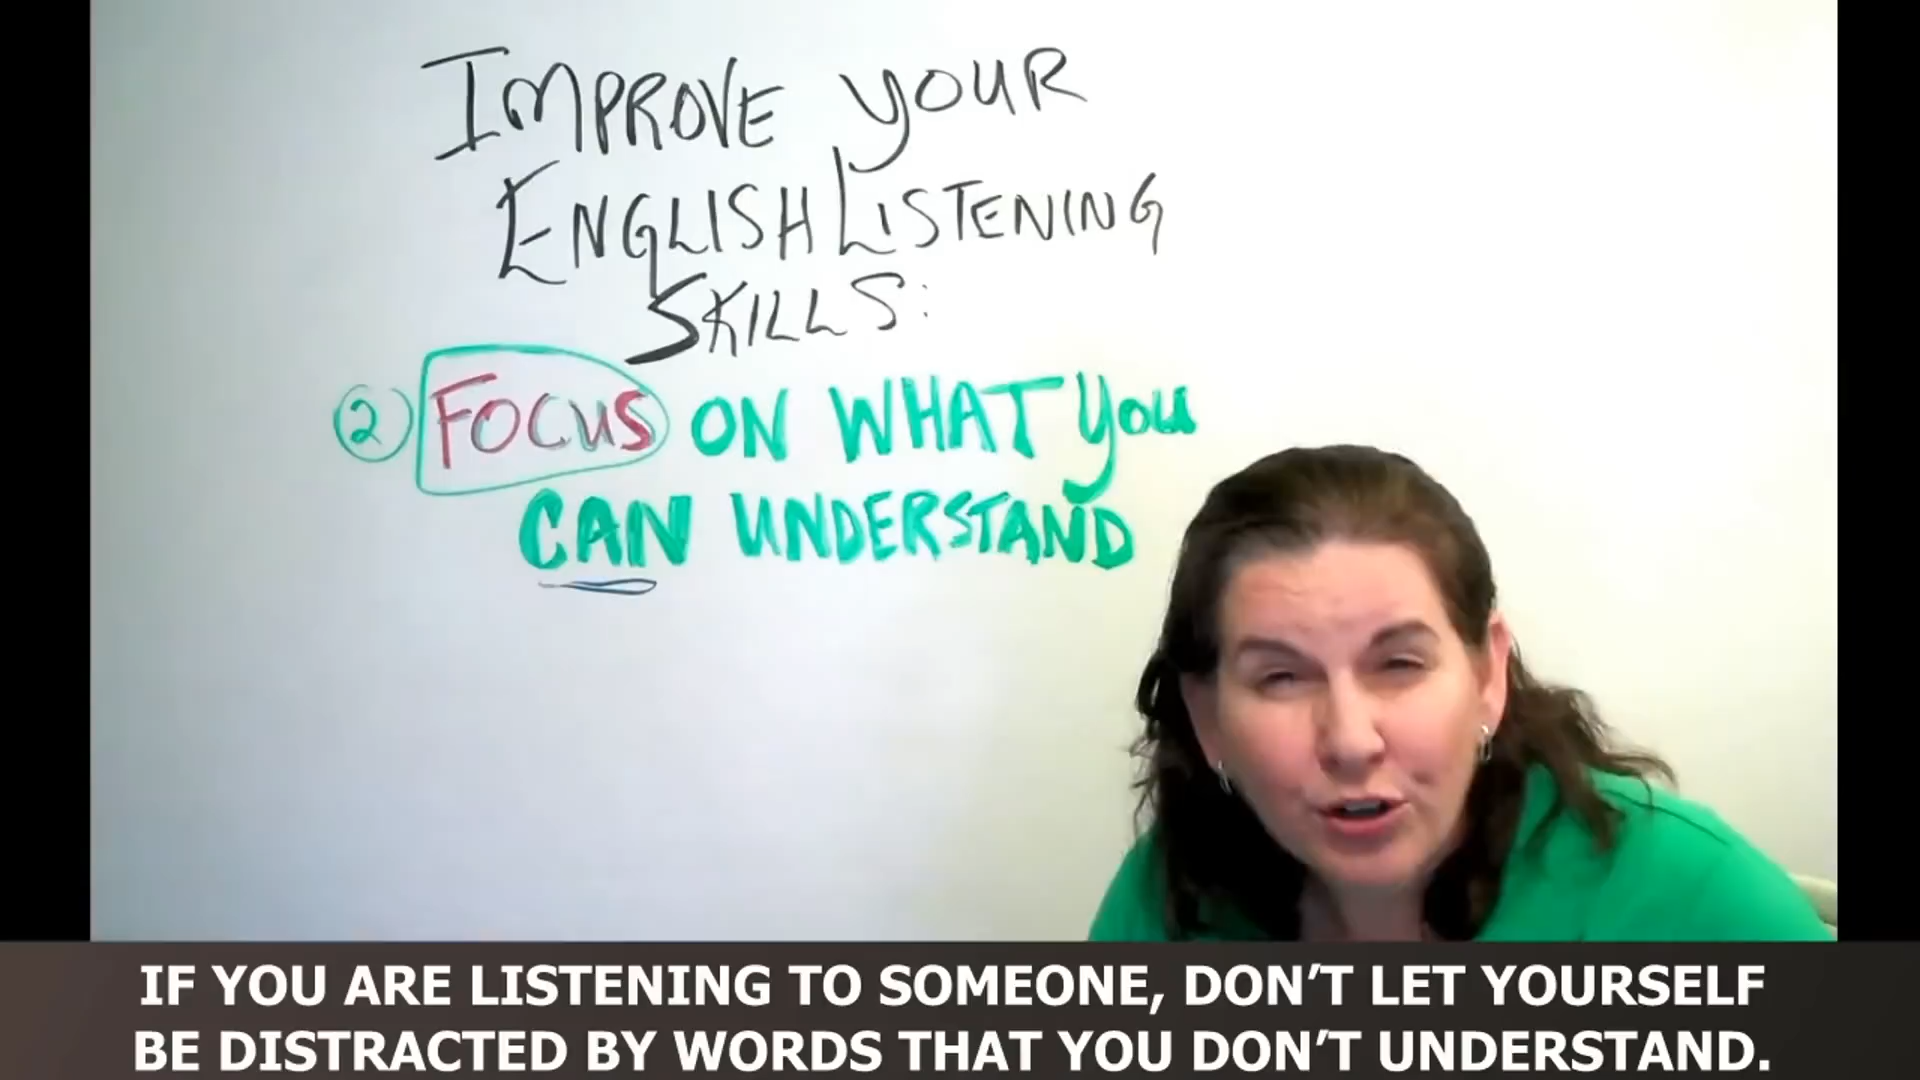 IMPROVE YOUR
ENGLISH LISTENING
SKILLS:
2 FOCUS ON WHAT YOU
CAN UNDERSTAND
IF YOU ARE LISTENING TO SOMEONE, DON'T LET YOURSELF
BE DISTRACTED BY WORDS THAT YOU DON'T UNDERSTAND.